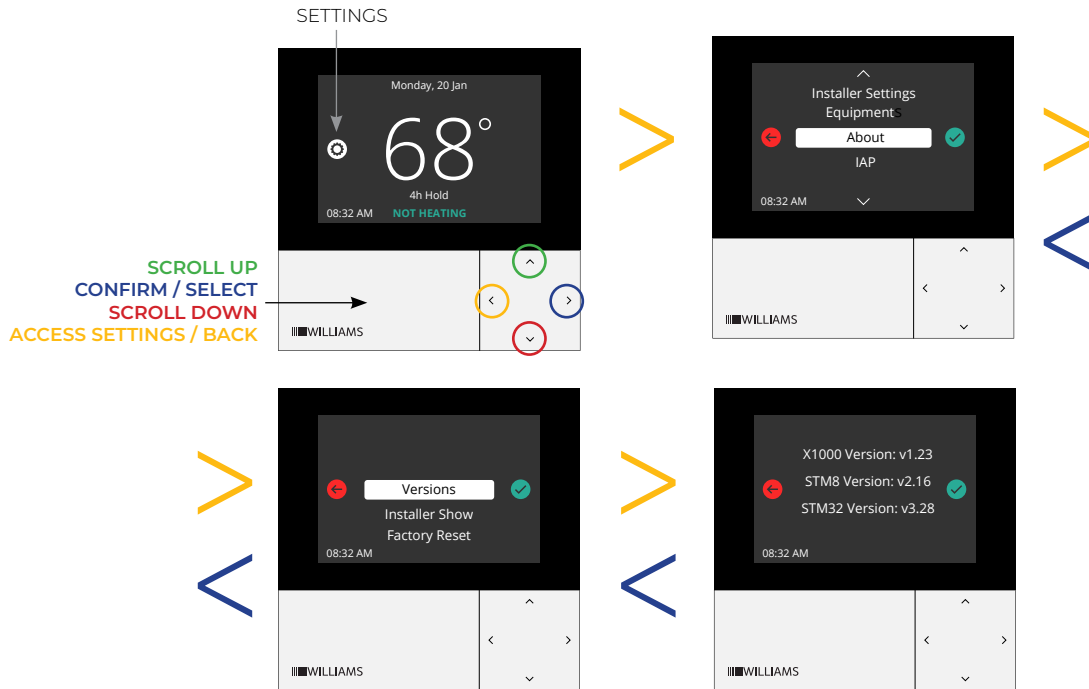 SETTINGS
Monday, 20 Jan
68°
4h Hold
08:32 AM NOT HEATING
SCROLL UP
CONFIRM / SELECT
SCROLL DOWN
ACCESS SETTINGS / BACK
WILLIAMS
Installer Settings
Equipments
About
IAP
08:32 AM
WILLIAMS
Versions
Installer Show
Factory Reset
08:32 AM
WILLIAMS
X1000 Version: v1.23
STM8 Version: v2.16
STM32 Version: v3.28
08:32 AM
WILLIAMS